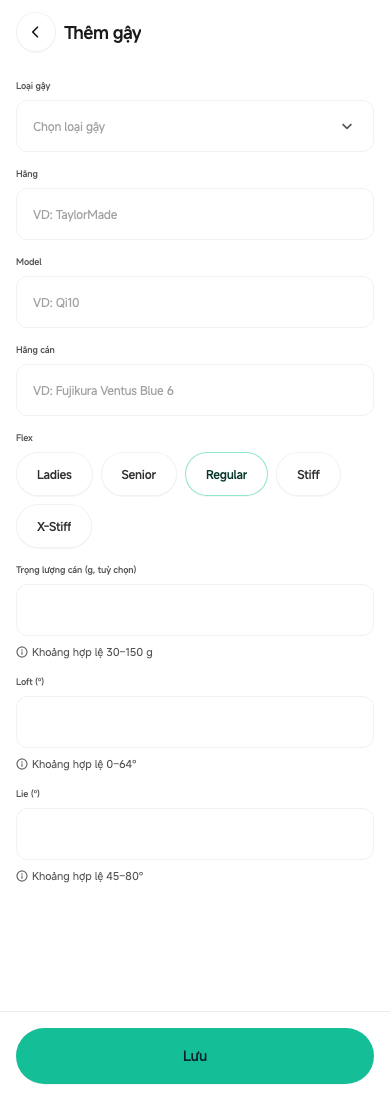 Thêm gậy
Loại gậy
Chọn loại gậy
Hãng
VD: TaylorMade
Model
VD: Qi10
Hãng cán
VD: Fujikura Ventus Blue 6
Flex
Ladies
Senior
Regular
Stiff
X-Stiff
Trọng lượng cán (g, tuỳ chọn)
Khoảng hợp lệ 30–150 g
Loft (°)
Khoảng hợp lệ 0–64°
Lie (°)
Khoảng hợp lệ 45–80°
Lưu